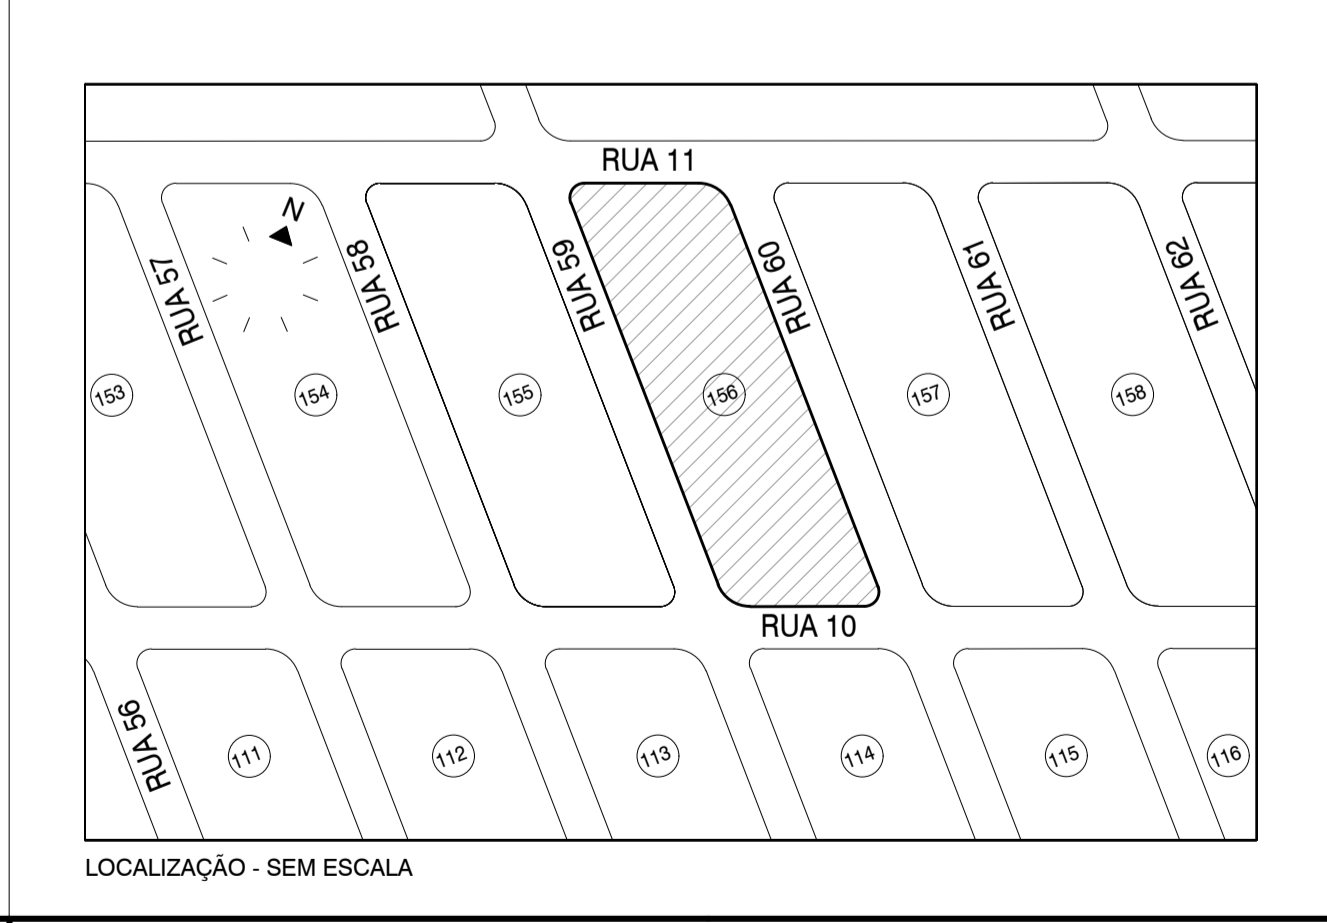 RUA 11
N
RUA 57
RUA 58
RUA 59
RUA 60
RUA 61
RUA 62
153
154
155
156
157
158
RUA 10
RUA 56
111
112
113
114
115
116
LOCALIZAÇÃO - SEM ESCALA